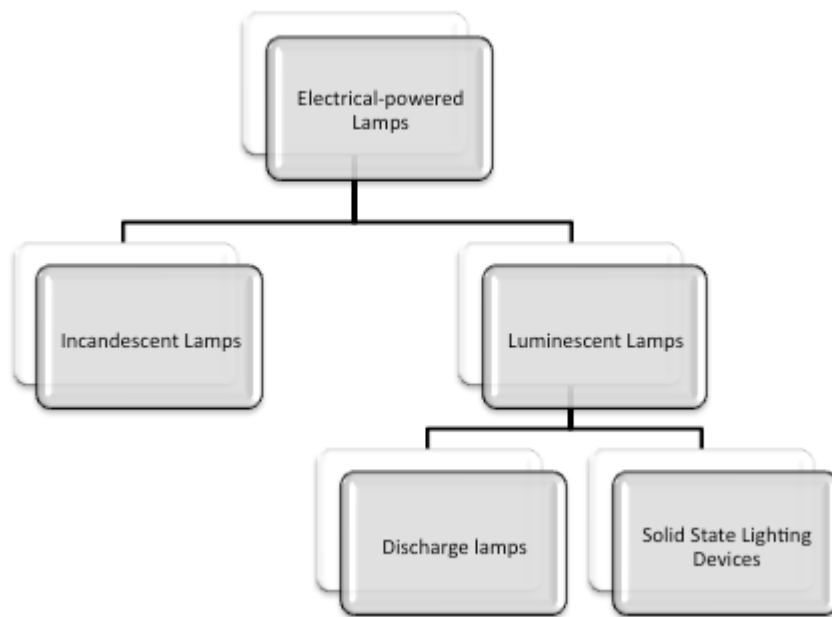 Electrical-powered
Lamps
Incandescent Lamps
Luminescent Lamps
Discharge lamps
Solid State Lighting
Devices